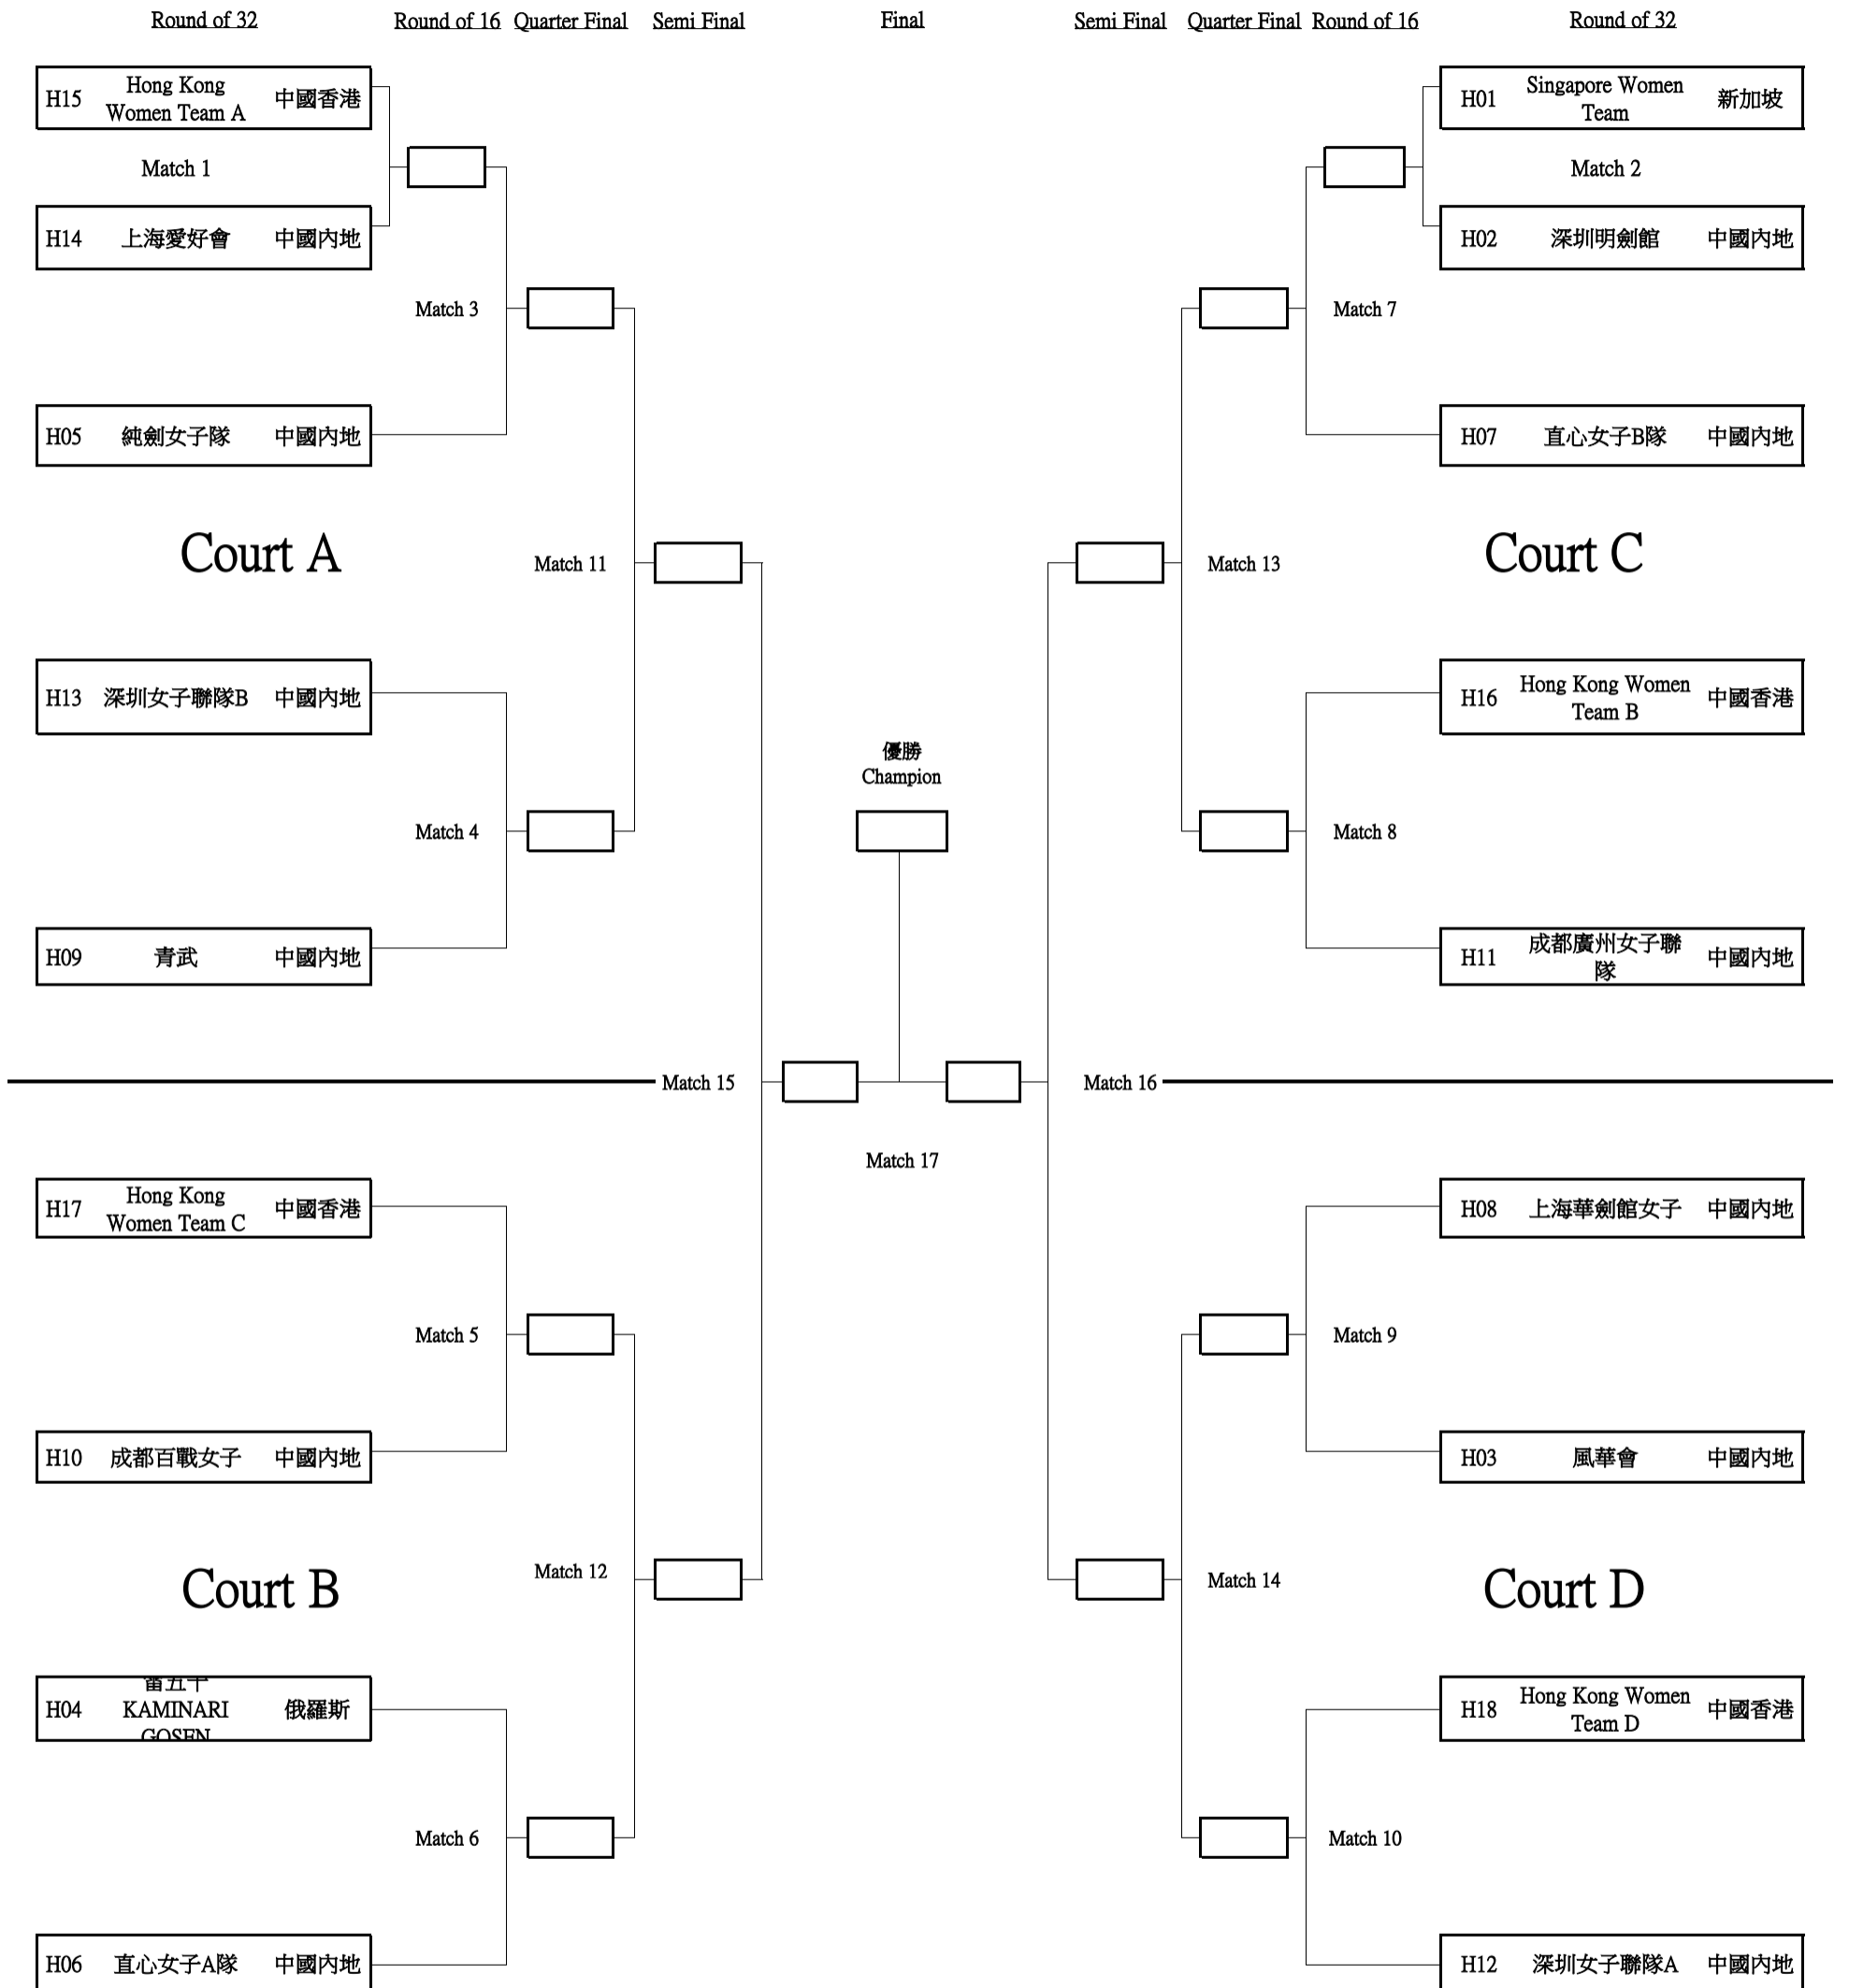 Round of 32 Round of 16 Quarter Final Semi Final Final Semi Final Quarter Final Round of 16 Round of 32
H15 Hong Kong Women Team A 中國香港
Match 1
H14 上海愛好會 中國內地
Match 3
H05 純劍女子隊 中國內地
Court A
Match 11
H13 深圳女子聯隊B 中國內地
Match 4
H09 青武 中國內地
Match 15
H17 Hong Kong Women Team C 中國香港
Match 5
H10 成都百戰女子 中國內地
Court B
Match 12
H04 KAMINARI GOSEN 俄羅斯
Match 6
H06 直心女子A隊 中國內地
優勝
Champion
Match 17
H01 Singapore Women Team 新加坡
Match 2
H02 深圳明劍館 中國內地
Match 7
H07 直心女子B隊 中國內地
Court C
Match 13
H16 Hong Kong Women Team B 中國香港
Match 8
H11 成都廣州女子聯隊 中國內地
Match 16
H08 上海華劍館女子 中國內地
Match 9
H03 風華會 中國內地
Court D
Match 14
H18 Hong Kong Women Team D 中國香港
Match 10
H12 深圳女子聯隊A 中國內地